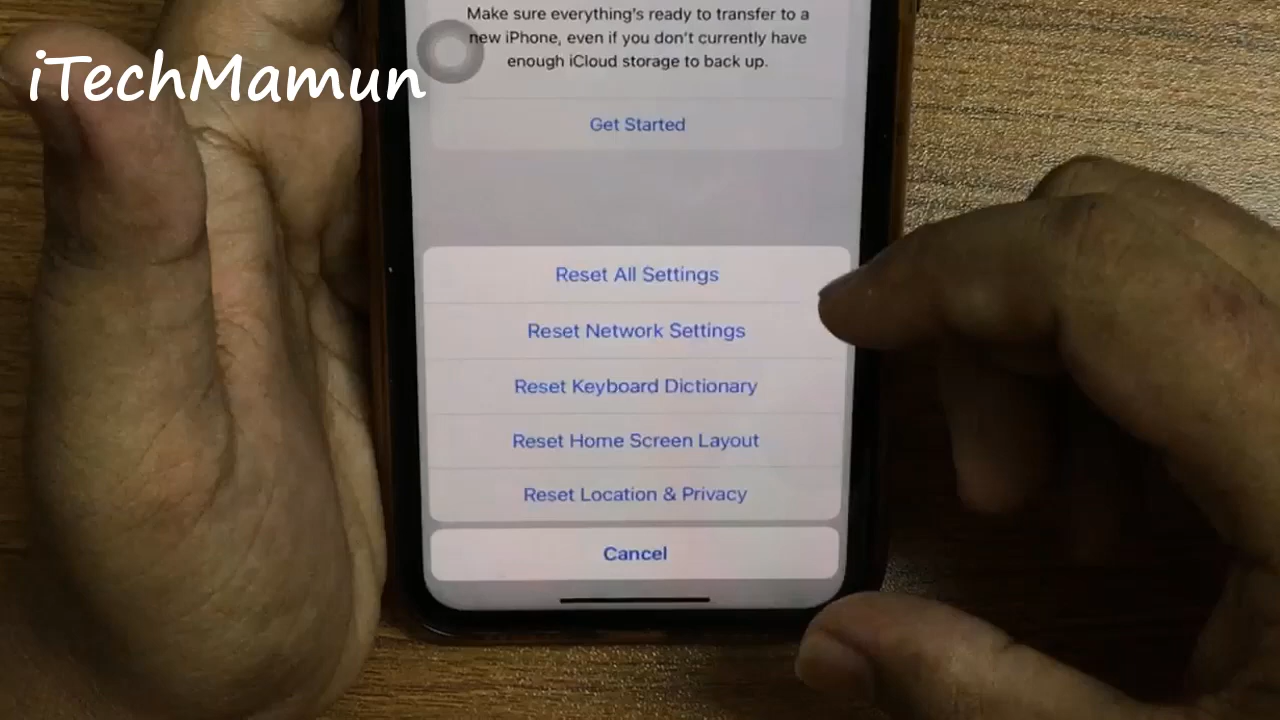 Make sure everything's ready to transfer to a
new iPhone, even if you don't currently have
enough iCloud storage to back up.
iTechMamun
Get Started
Reset All Settings
Reset Network Settings
Reset Keyboard Dictionary
Reset Home Screen Layout
Reset Location & Privacy
Cancel